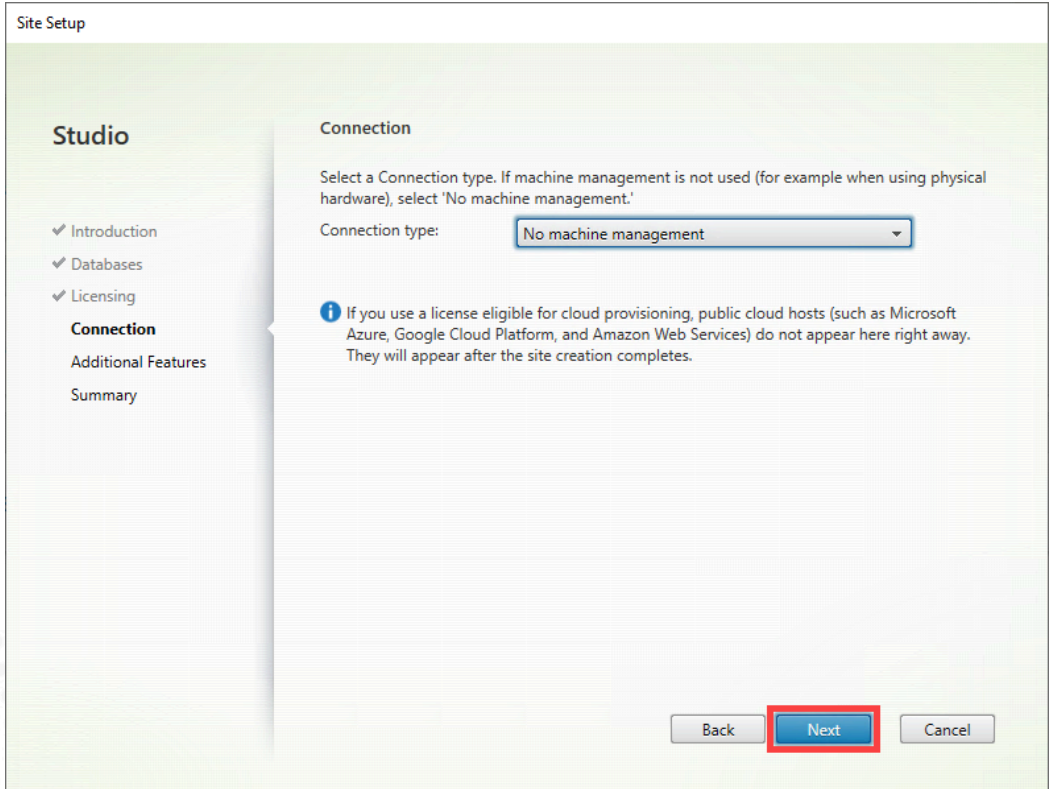 Site Setup
Studio
Introduction
Databases
Licensing
Connection
Additional Features
Summary
Connection
Select a Connection type. If machine management is not used (for example when using physical
hardware), select 'No machine management.'
Connection type: No machine management
If you use a license eligible for cloud provisioning, public cloud hosts (such as Microsoft
Azure, Google Cloud Platform, and Amazon Web Services) do not appear here right away.
They will appear after the site creation completes.
Back Next Cancel